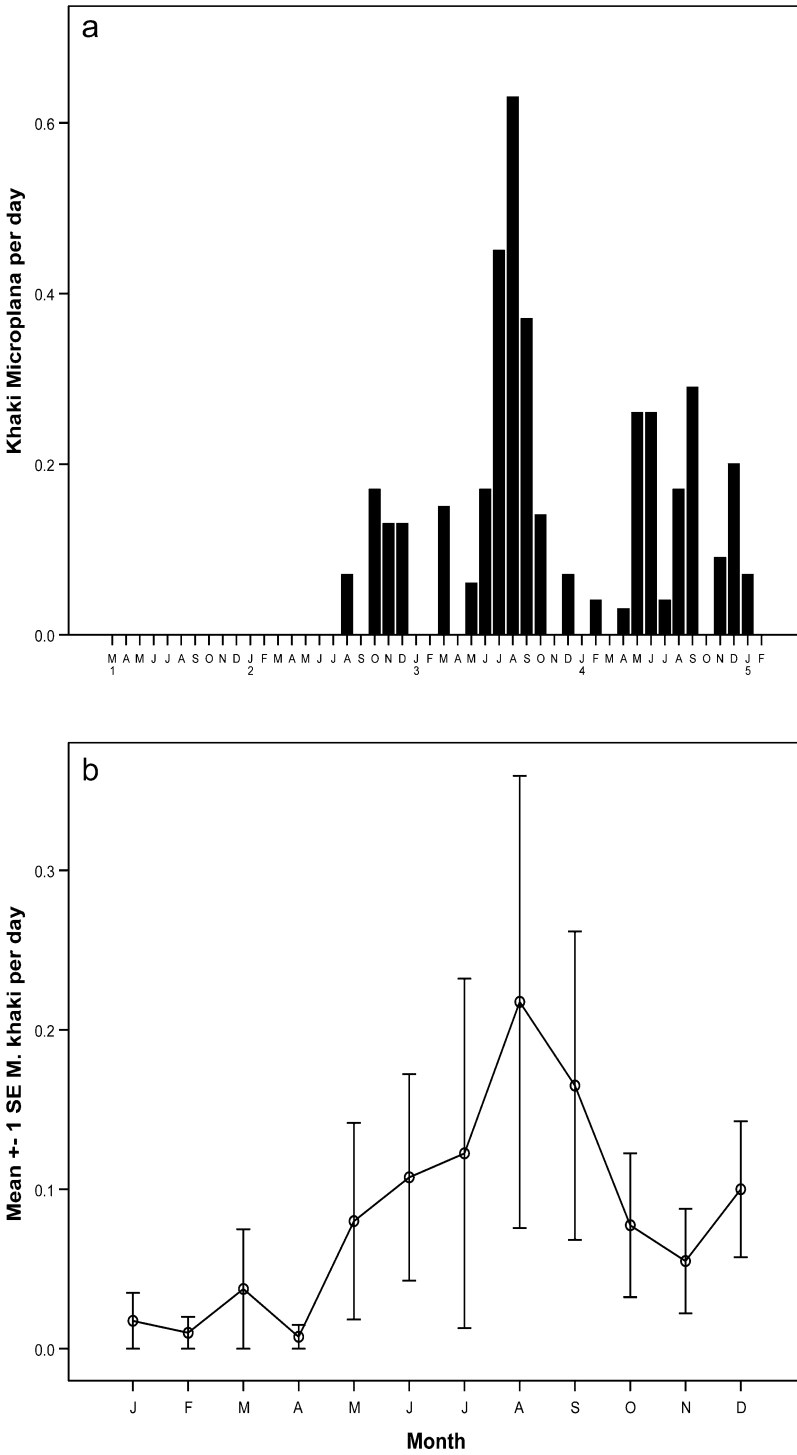 a
Khaki Microplana per day
0.6
0.4
0.2
0.0
M A M J J A S O N D J F M A M J J A S O N D J F M A M J J A S O N D J F M A M J J A S O N D J F
1 2 3 4 5
b
Mean +- 1 SE M. khaki per day
0.3
0.2
0.1
0.0
J F M A M J J A S O N D
Month